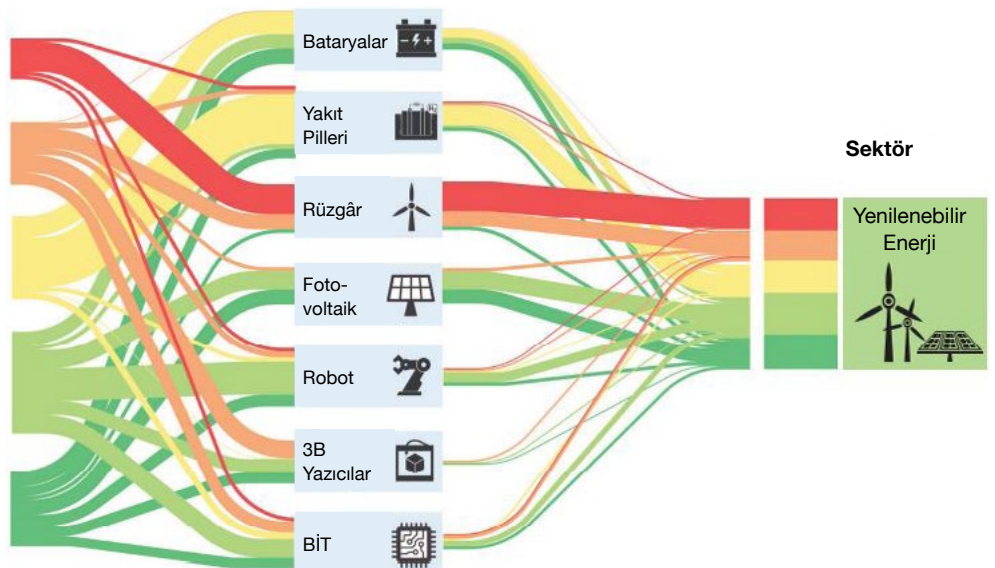 Bataryalar
Yakıt
Pilleri
Rüzgâr
Foto-
voltaik
Robot
3B
Yazıcılar
BİT
Sektör
Yenilenebilir
Enerji